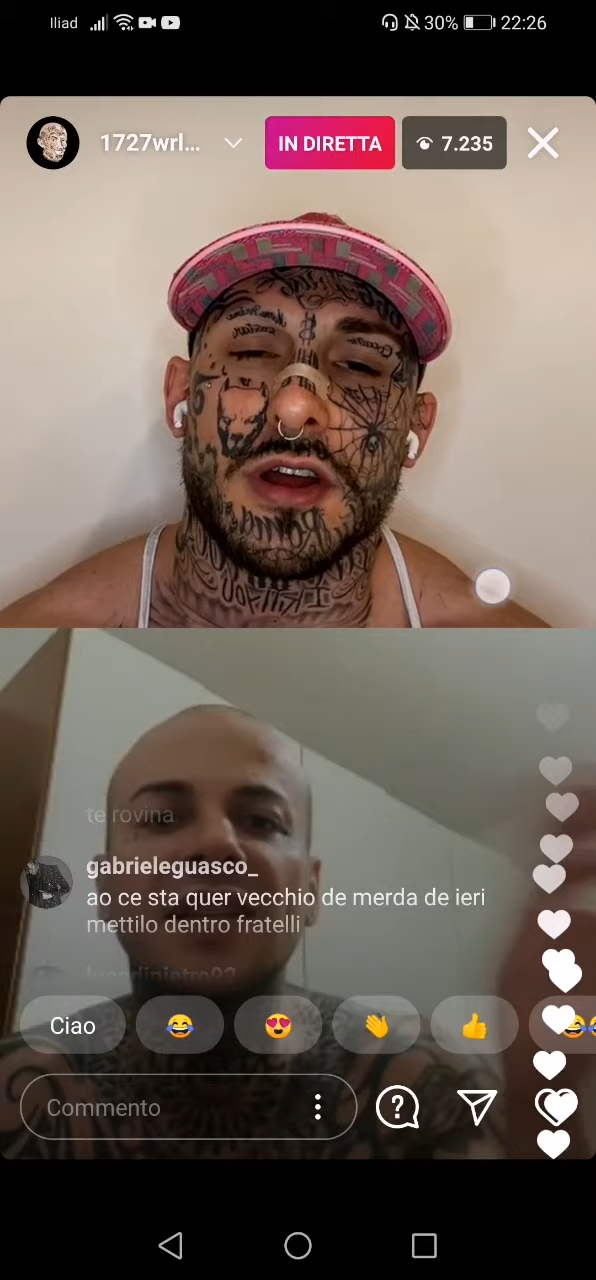 Iliad
30%
22:26
1727wrl...
IN DIRETTA
7.235
te rovina
gabrieleguasco_
ao ce sta quer vecchio de merda de ieri
mettilo dentro fratelli
Ciao
Commento